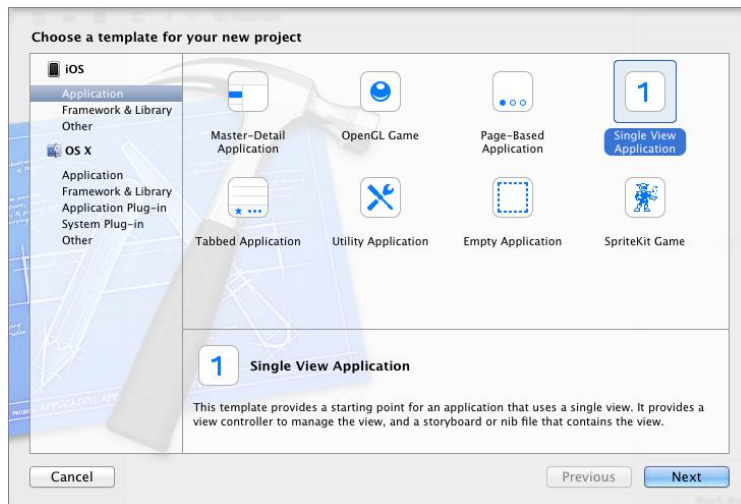 Choose a template for your new project
iOS
Application
Framework & Library
Other
OS X
Application
Framework & Library
Application Plug-in
System Plug-in
Other
Master-Detail
Application
OpenGL Game
Page-Based
Application
1
Single View
Application
Tabbed Application
Utility Application
Empty Application
SpriteKit Game
1
Single View Application
This template provides a starting point for an application that uses a single view. It provides a
view controller to manage the view, and a storyboard or nib file that contains the view.
Cancel
Previous
Next